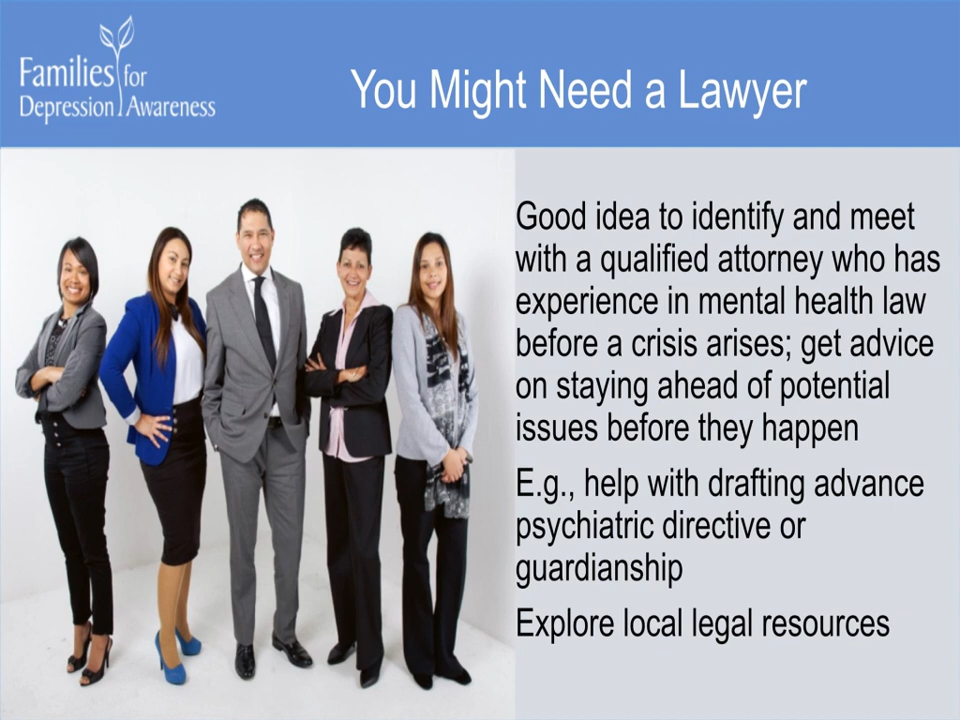 Families for
Depression Awareness
You Might Need a Lawyer
Good idea to identify and meet
with a qualified attorney who has
experience in mental health law
before a crisis arises; get advice
on staying ahead of potential
issues before they happen
E.g., help with drafting advance
psychiatric directive or
guardianship
Explore local legal resources